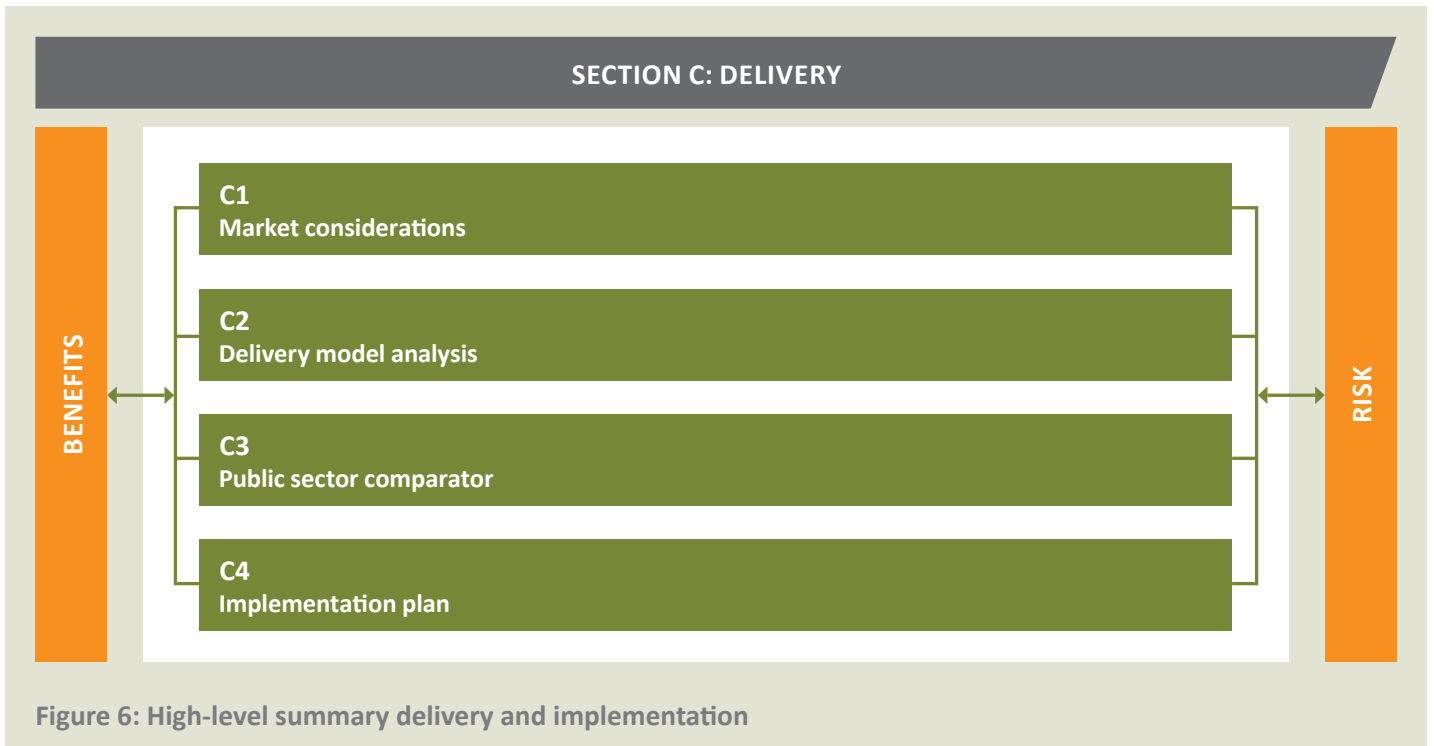 SECTION C: DELIVERY
BENEFITS
C1
Market considerations
C2
Delivery model analysis
C3
Public sector comparator
C4
Implementation plan
RISK
Figure 6: High-level summary delivery and implementation